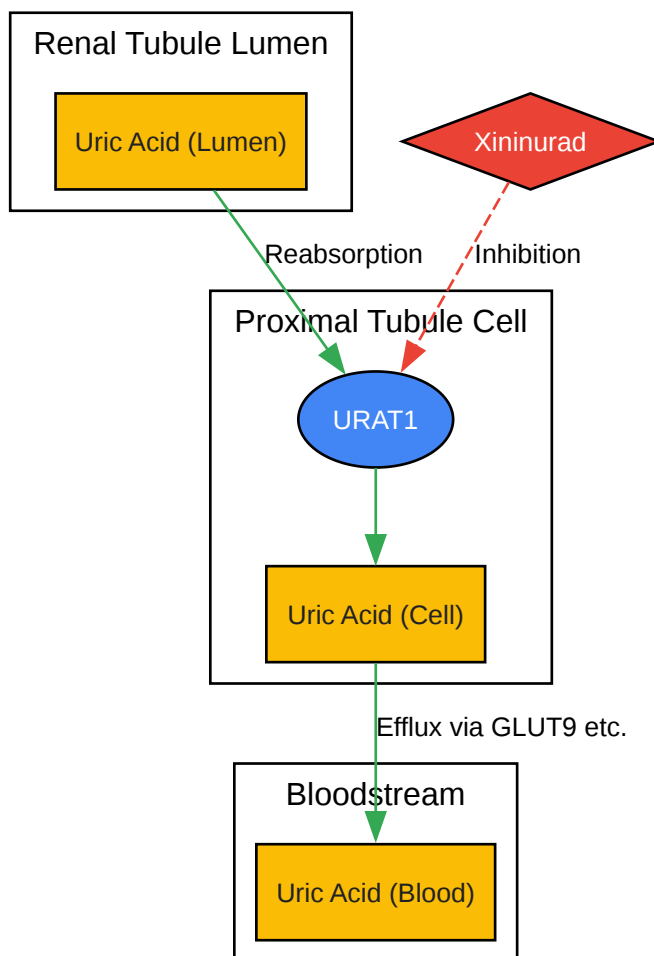 Renal Tubule Lumen
Uric Acid (Lumen)
Xininurad
Reabsorption
Inhibition
Proximal Tubule Cell
URAT1
Uric Acid (Cell)
Efflux via GLUT9 etc.
Bloodstream
Uric Acid (Blood)